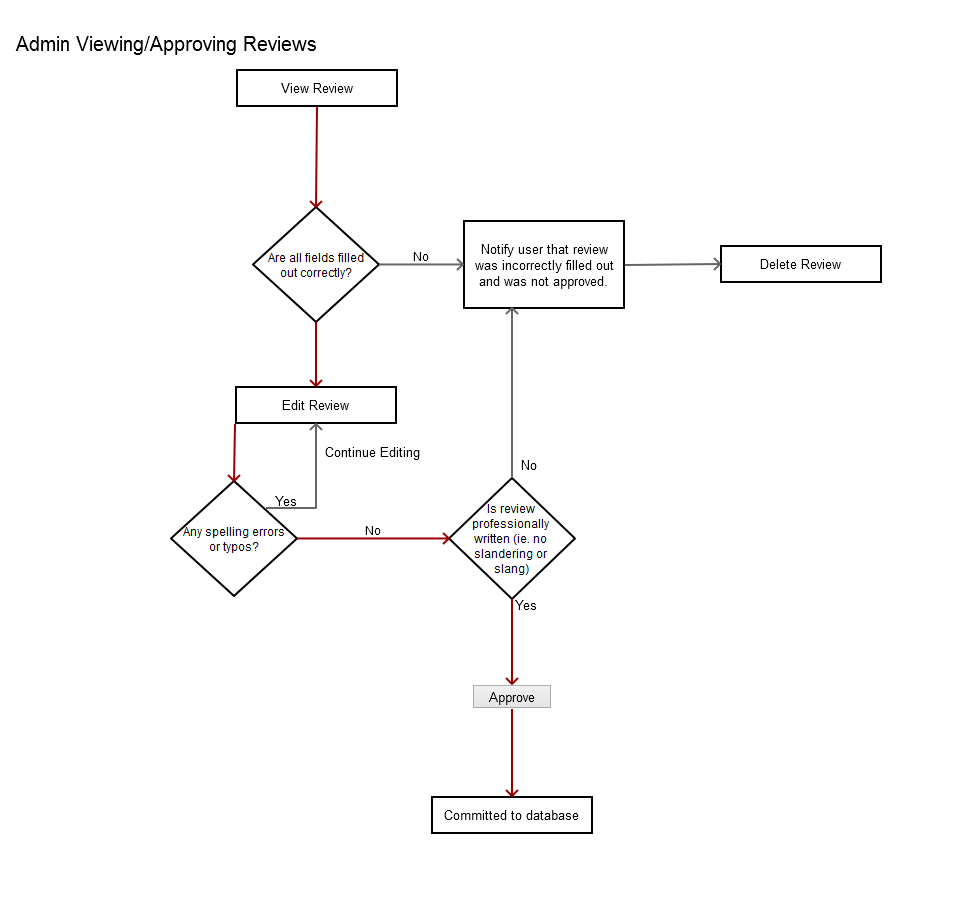 Admin Viewing/Approving Reviews
View Review
Are all fields filled
out correctly?
No
Notify user that review
was incorrectly filled out
and was not approved.
Delete Review
Edit Review
Continue Editing
Yes
Any spelling errors
or typos?
No
No
Is review
professionally
written (ie. no
slandering or
slang)
Yes
Approve
Committed to database